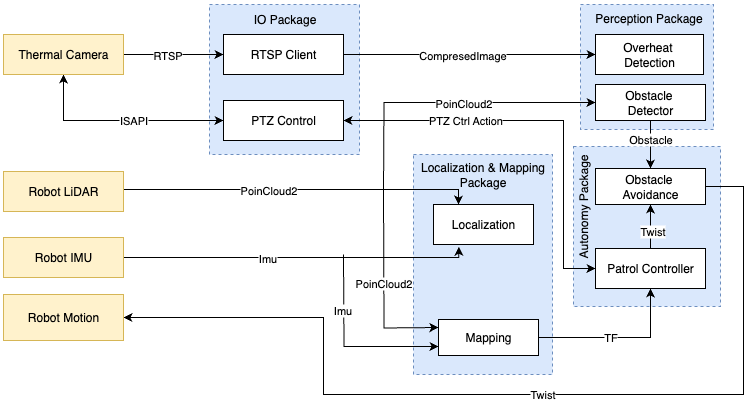 IO Package
Perception Package
Thermal Camera
RTSP
RTSP Client
CompresedImage
Overheat
Detection
PoinCloud2
Obstacle
Detector
ISAPI
PTZ Control
PTZ Ctrl Action
Obstacle
Localization & Mapping
Package
Autonomy Package
Robot LiDAR
PoinCloud2
Obstacle
Avoidance
Localization
Twist
Robot IMU
Imu
Patrol Controller
PoinCloud2
Robot Motion
Imu
Mapping
TF
Twist